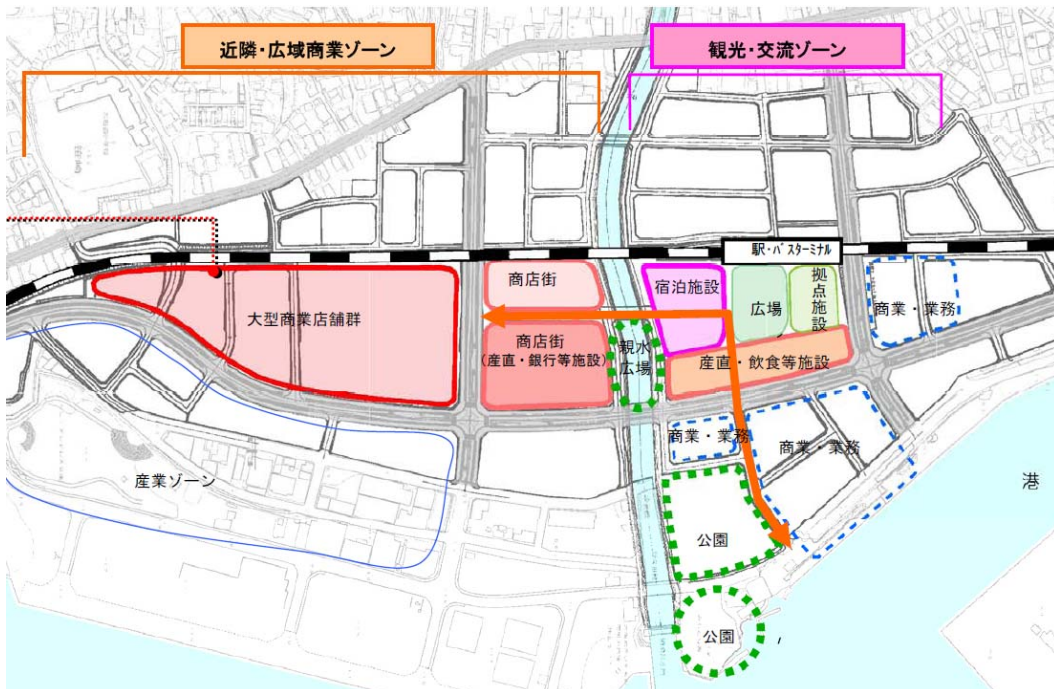 近隣・広域商業ゾーン
観光・交流ゾーン
駅・バスターミナル
大型商業店舗群
商店街
商店街
(産直・銀行等施設)
親水
広場
宿泊施設
広場
拠点施設
商業・業務
産直・飲食等施設
商業・業務
商業・業務
産業ゾーン
公園
公園
港